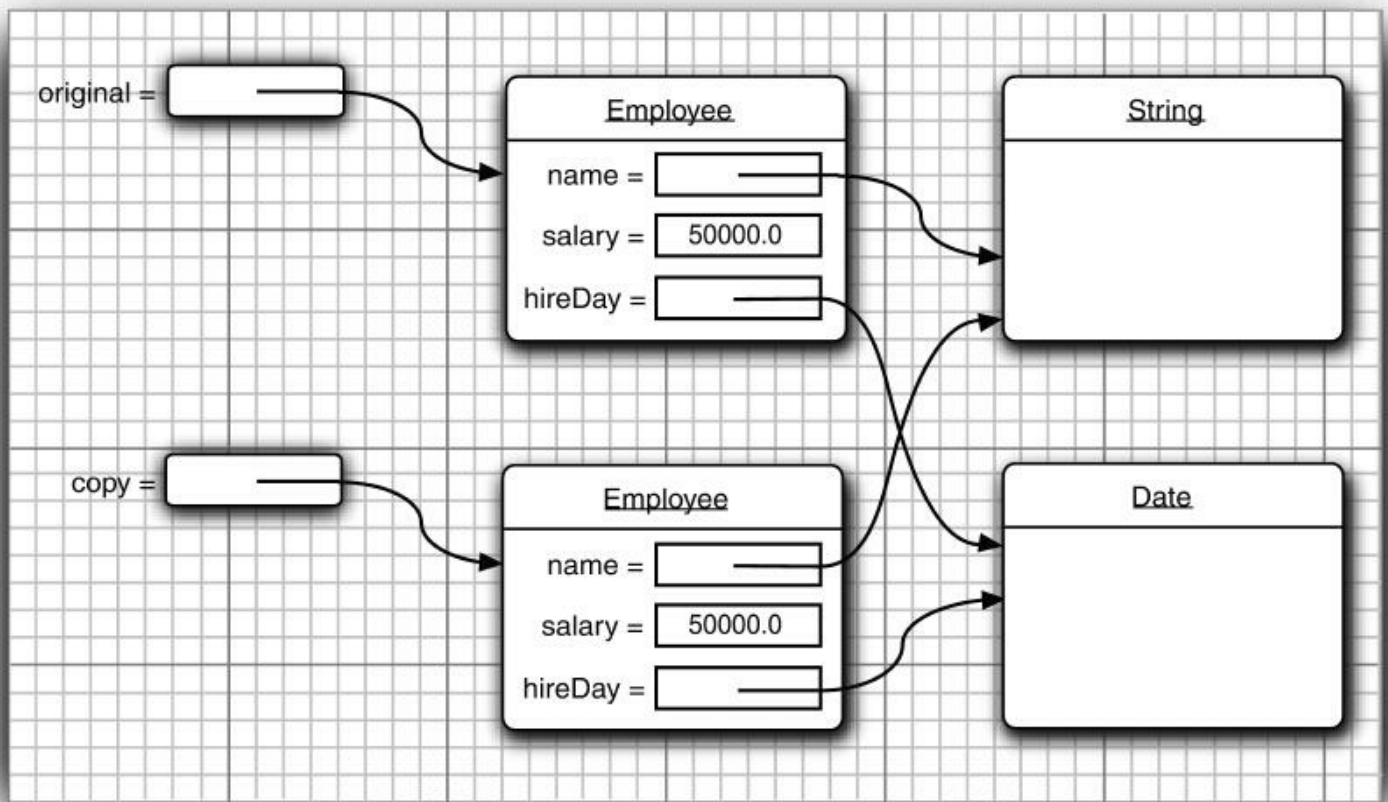 original =
Employee
name =
salary = 50000.0
hireDay =
String
copy =
Employee
name =
salary = 50000.0
hireDay =
Date